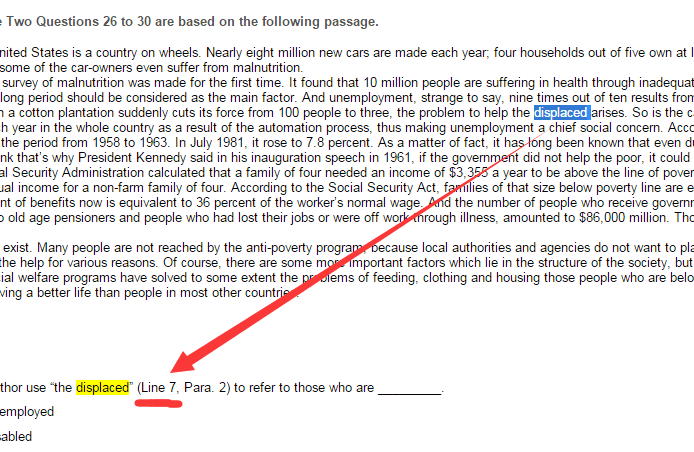 Two Questions 26 to 30 are based on the following passage.
nited States is a country on wheels. Nearly eight million new cars are made each year; four households out of five own at
some of the car-owners even suffer from malnutrition.
survey of malnutrition was made for the first time. It found that 10 million people are suffering in health through inadequat
long period should be considered as the main factor. And unemployment, strange to say, nine times out of ten results from
a cotton plantation suddenly cuts its force from 100 people to three, the problem to help the displaced arises. So is the c
h year in the whole country as a result of the automation process, thus making unemployment a chief social concern. Acc
the period from 1958 to 1963. In July 1981, it rose to 7.8 percent. As a matter of fact, it has long been known that even d
nk that's why President Kennedy said in his inauguration speech in 1961, if the government did not help the poor, it could
al Security Administration calculated that a family of four needed an income of $3,355 a year to be above the line of pover
ual income for a non-farm family of four. According to the Social Security Act, families of that size below poverty line are e
nt of benefits now is equivalent to 36 percent of the worker's normal wage. And the number of people who receive governr
o old age pensioners and people who had lost their jobs or were off work through illness, amounted to $86,000 million. Tho
exist. Many people are not reached by the anti-poverty program, because local authorities and agencies do not want to pla
the help for various reasons. Of course, there are some more important factors which lie in the structure of the society, but
ial welfare programs have solved to some extent the problems of feeding, clothing and housing those people who are belo
ving a better life than people in most other countries.
thor use “the displaced” (Line 7, Para. 2) to refer to those who are __________.
employed
abled